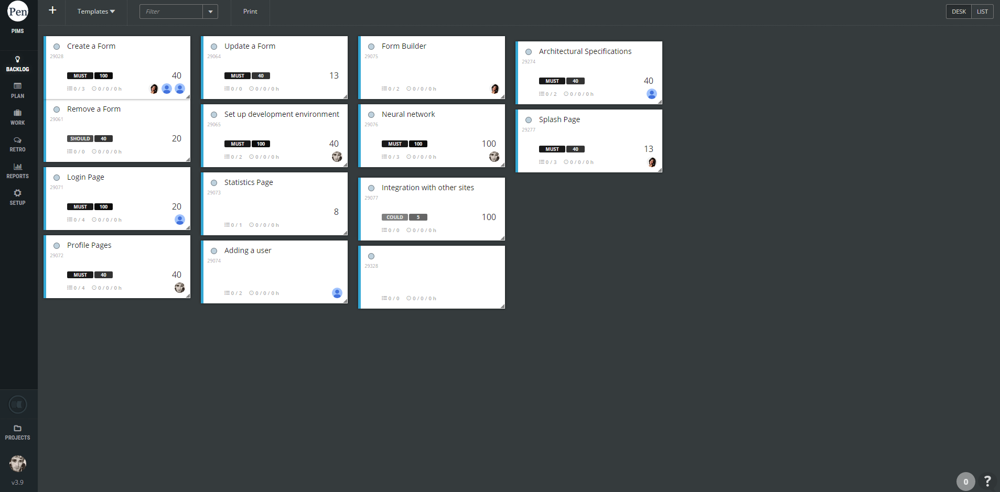 Pen
PIMS
BACKLOG
PLAN
WORK
RETRO
REPORTS
SETUP
PROJECTS
v3.9
+ Templates Filter Print DESK LIST
Create a Form
29028
MUST 100 40
0 / 3 0 / 0 / 0 h
Remove a Form
29061
SHOULD 40 20
0 / 0 0 / 0 / 0 h
Login Page
29071
MUST 100 20
0 / 4 0 / 0 / 0 h
Profile Pages
29072
MUST 40 40
0 / 4 0 / 0 / 0 h
Update a Form
29064
MUST 40 13
0 / 0 0 / 0 / 0 h
Set up development environment
29065
MUST 100 40
0 / 2 0 / 0 / 0 h
Statistics Page
29073
8
0 / 1 0 / 0 / 0 h
Adding a user
29074
0 / 2 0 / 0 / 0 h
Form Builder
29075
0 / 2 0 / 0 / 0 h
Neural network
29076
MUST 100 100
0 / 3 0 / 0 / 0 h
Integration with other sites
29077
COULD 5 100
0 / 0 0 / 0 / 0 h
29328
0 / 0 0 / 0 / 0 h
Architectural Specifications
29274
MUST 40 40
0 / 2 0 / 0 / 0 h
Splash Page
29277
MUST 40 13
0 / 3 0 / 0 / 0 h
0 ?